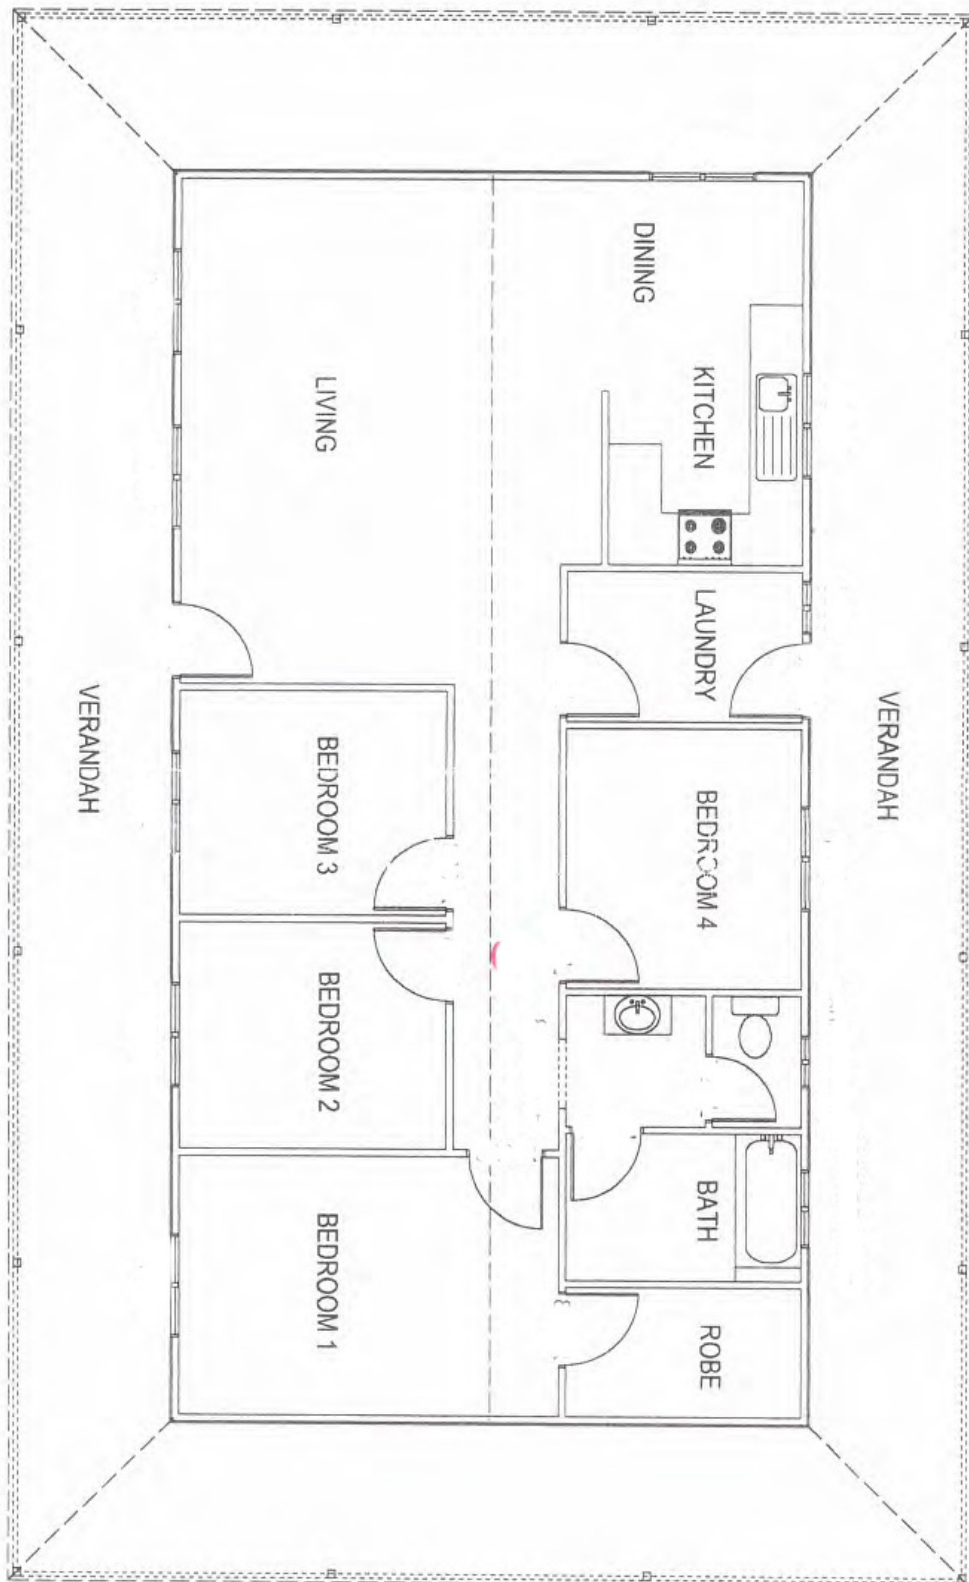 VERANDAH
DINING
KITCHEN
LAUNDRY
BEDROOM 4
BATH
ROBE
LIVING
BEDROOM 3
BEDROOM 2
BEDROOM 1
VERANDAH